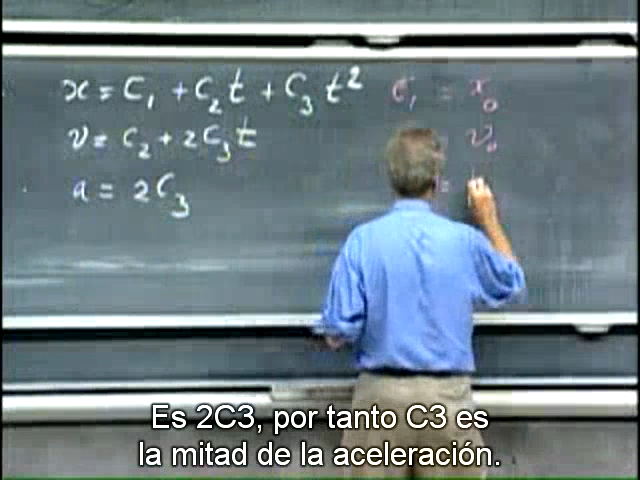 x = C₁ + C₂t + C₃t² C₁ = x₀
v = C₂ + 2C₃t v₀
a = 2C₃ =
Es 2C3, por tanto C3 es
la mitad de la aceleración.